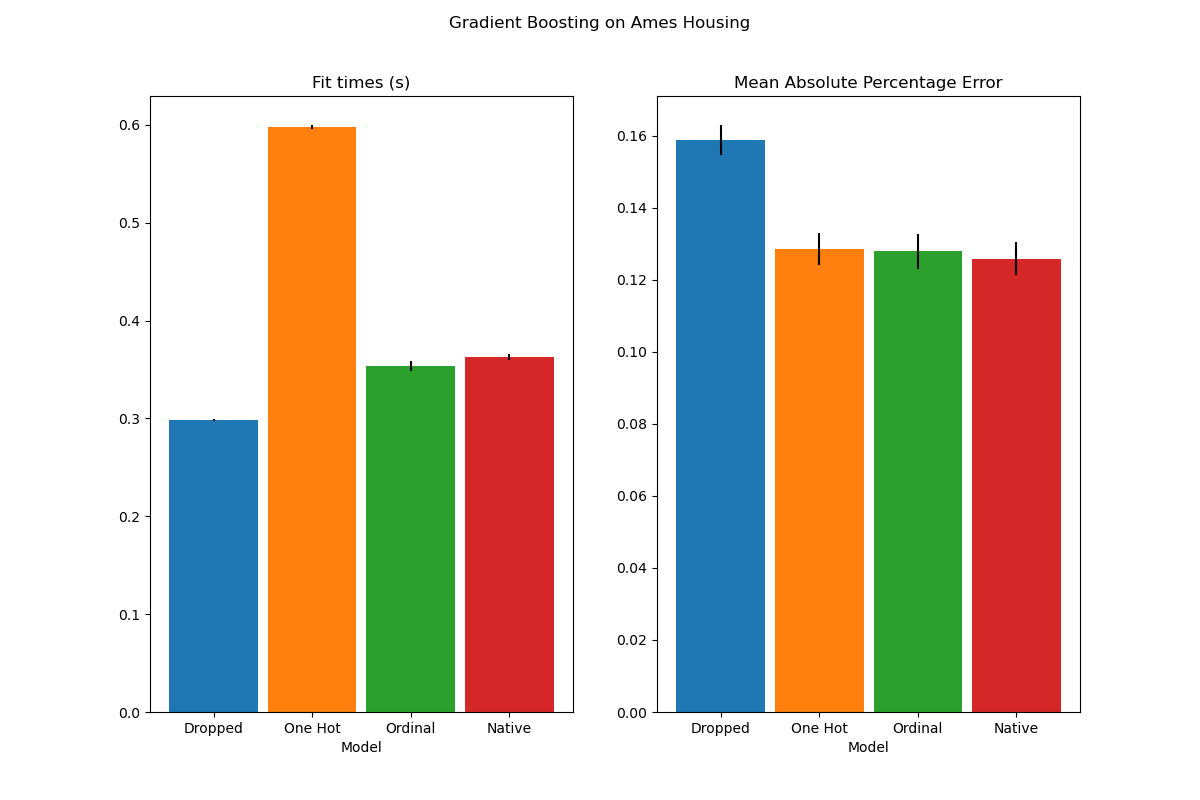 Gradient Boosting on Ames Housing
Fit times (s)
0.6
0.5
0.4
0.3
0.2
0.1
0.0
Dropped One Hot Ordinal Native
Model
Mean Absolute Percentage Error
0.16
0.14
0.12
0.10
0.08
0.06
0.04
0.02
0.00
Dropped One Hot Ordinal Native
Model